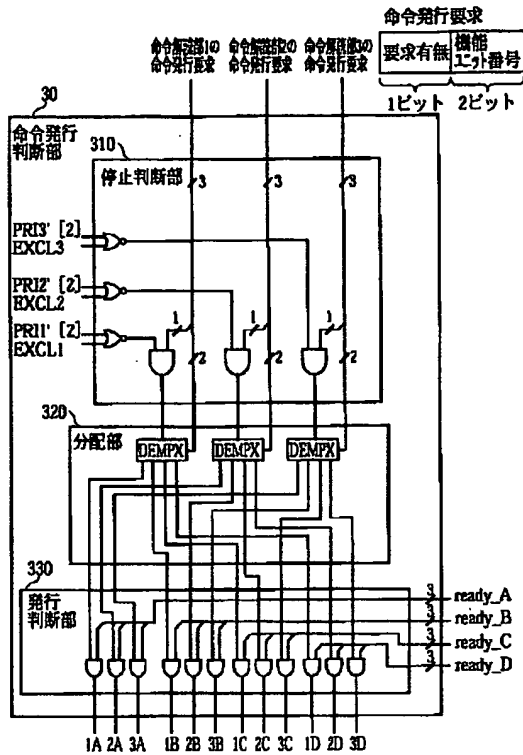 命令発行要求
要求有無
機能
ユニット番号
1ビット
2ビット
命令解読部1の
命令発行要求
命令解読部2の
命令発行要求
命令解読部3の
命令発行要求
30
命令発行
判断部
310
停止判断部
3
3
3
PRI3' [2]
EXCL3
PRI2' [2]
EXCL2
PRI1' [2]
EXCL1
1
1
1
2
2
2
320
分配部
DEMPX
DEMPX
DEMPX
330
発行
判断部
3
ready_A
3
ready_B
3
ready_C
3
ready_D
1A
2A
3A
1B
2B
3B
1C
2C
3C
1D
2D
3D